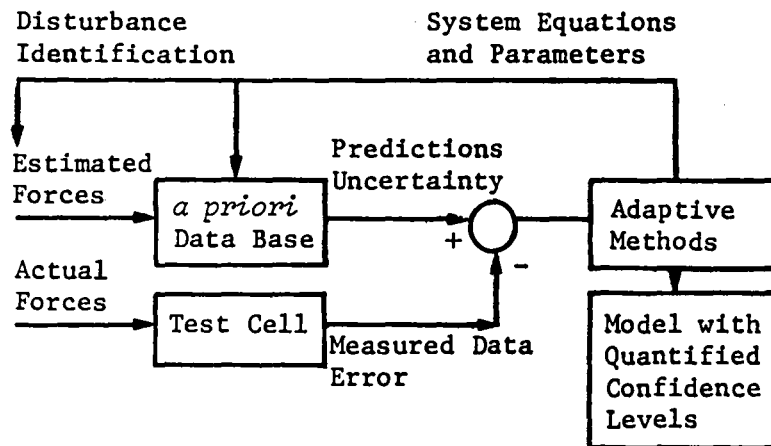 Disturbance
Identification
System Equations
and Parameters
Estimated
Forces
a priori
Data Base
Predictions
Uncertainty
+
-
Adaptive
Methods
Actual
Forces
Test Cell
Measured Data
Error
Model with
Quantified
Confidence
Levels